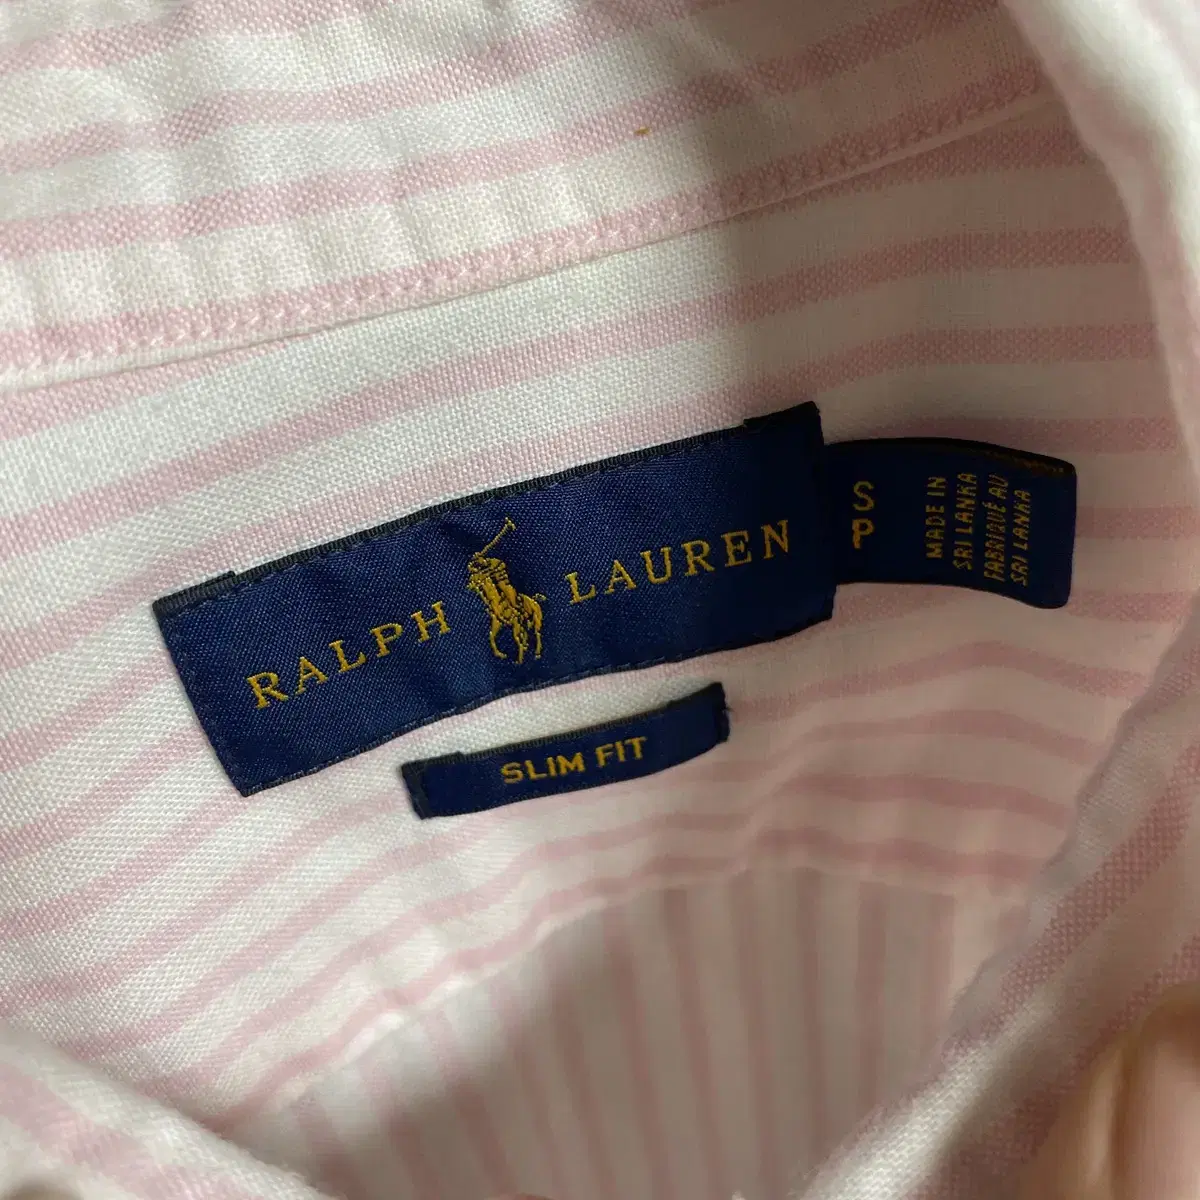 RALPH LAUREN
SLIM FIT
S
P
MADE IN
SRI LANKA
FABRIQUÉ AU
SRI LANKA